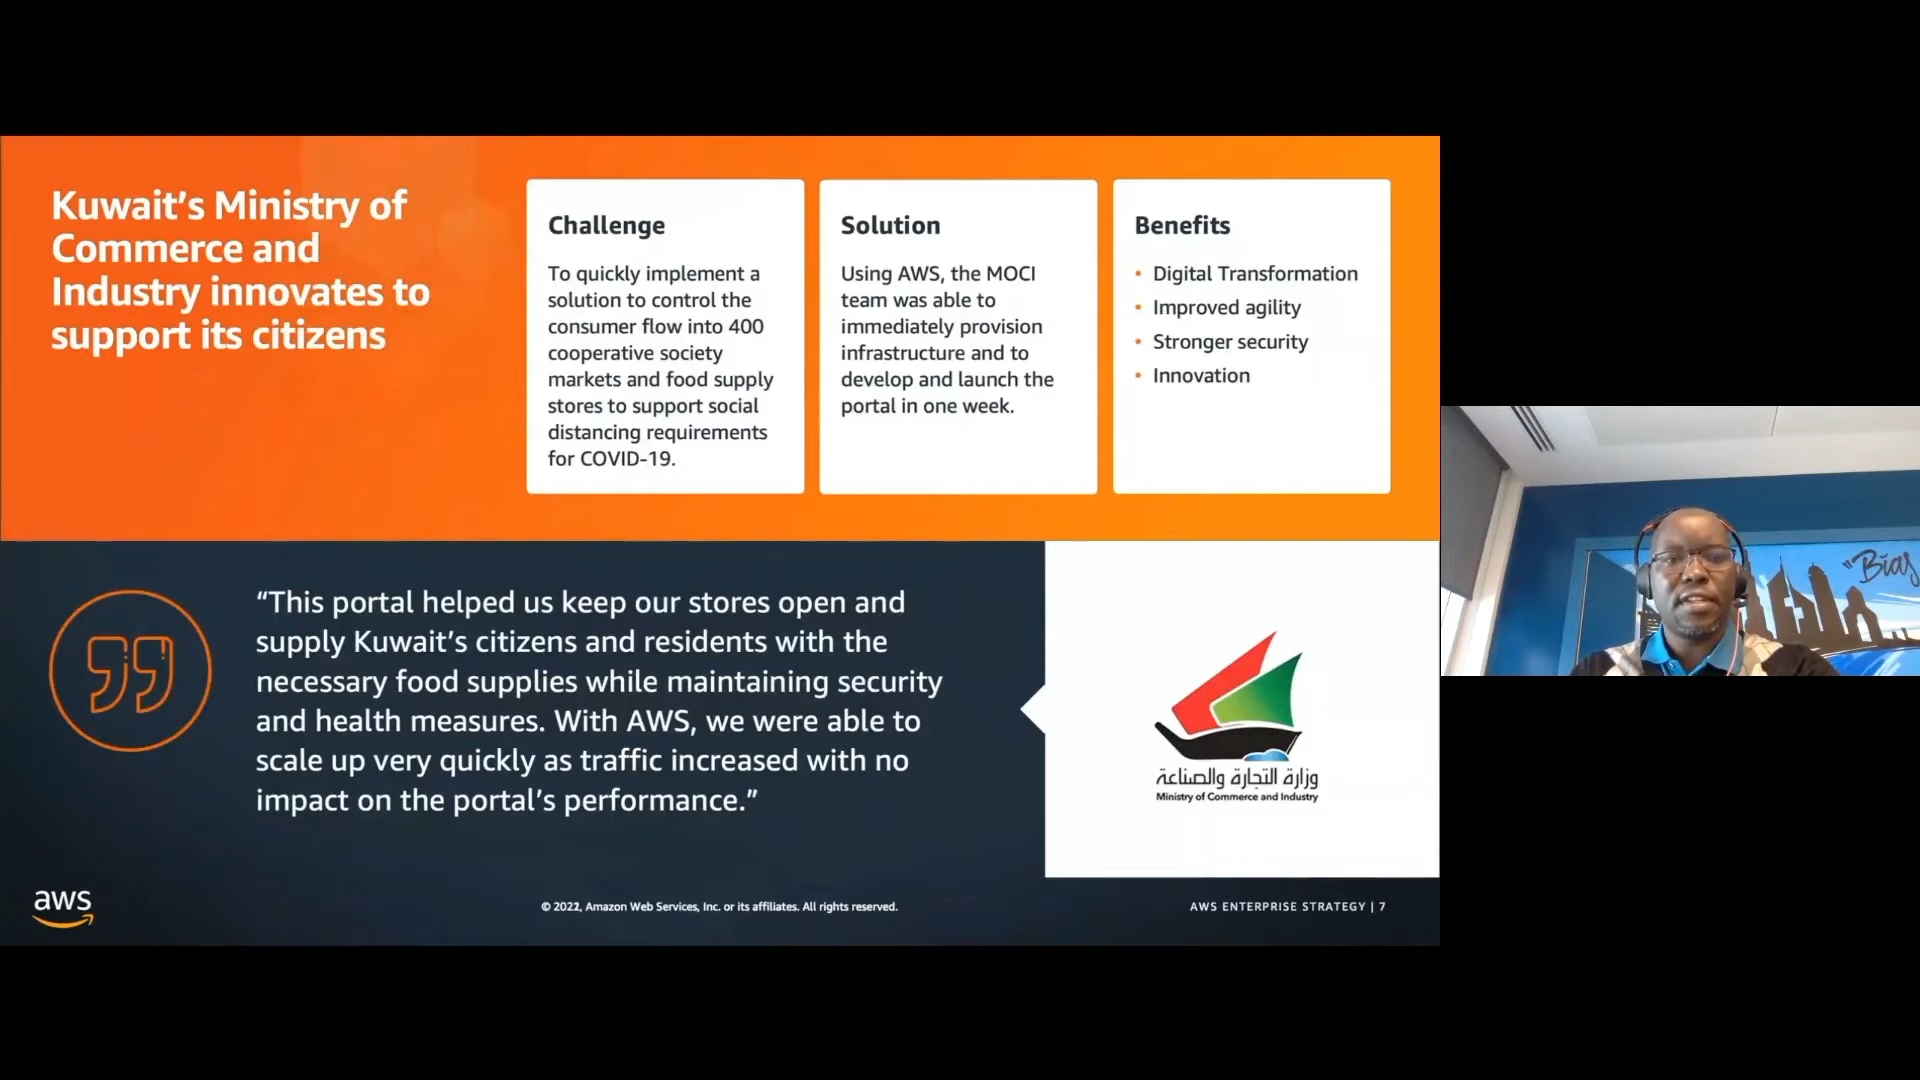 Kuwait’s Ministry of
Commerce and
Industry innovates to
support its citizens
Challenge
To quickly implement a
solution to control the
consumer flow into 400
cooperative society
markets and food supply
stores to support social
distancing requirements
for COVID-19.
Solution
Using AWS, the MOCI
team was able to
immediately provision
infrastructure and to
develop and launch the
portal in one week.
Benefits
• Digital Transformation
• Improved agility
• Stronger security
• Innovation
“This portal helped us keep our stores open and
supply Kuwait’s citizens and residents with the
necessary food supplies while maintaining security
and health measures. With AWS, we were able to
scale up very quickly as traffic increased with no
impact on the portal’s performance.”
وزارة التجارة والصناعة
Ministry of Commerce and Industry
aws
© 2022, Amazon Web Services, Inc. or its affiliates. All rights reserved.
AWS ENTERPRISE STRATEGY | 7
"Bias